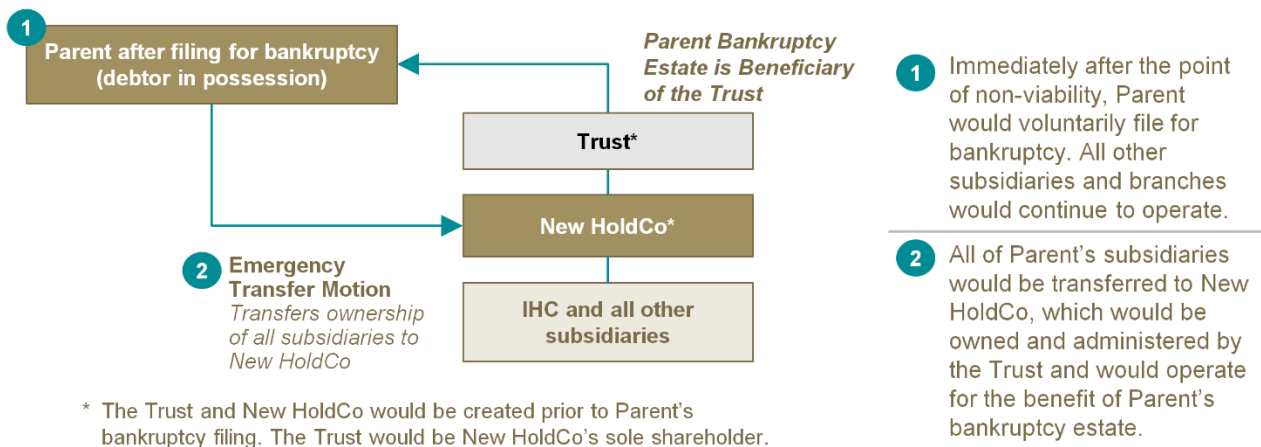 1
Parent after filing for bankruptcy
(debtor in possession)
Parent Bankruptcy
Estate is Beneficiary
of the Trust
Trust*
New HoldCo*
2
Emergency
Transfer Motion
Transfers ownership
of all subsidiaries to
New HoldCo
IHC and all other
subsidiaries
* The Trust and New HoldCo would be created prior to Parent's
bankruptcy filing. The Trust would be New HoldCo's sole shareholder.
1
Immediately after the point
of non-viability, Parent
would voluntarily file for
bankruptcy. All other
subsidiaries and branches
would continue to operate.
2
All of Parent's subsidiaries
would be transferred to New
HoldCo, which would be
owned and administered by
the Trust and would operate
for the benefit of Parent's
bankruptcy estate.